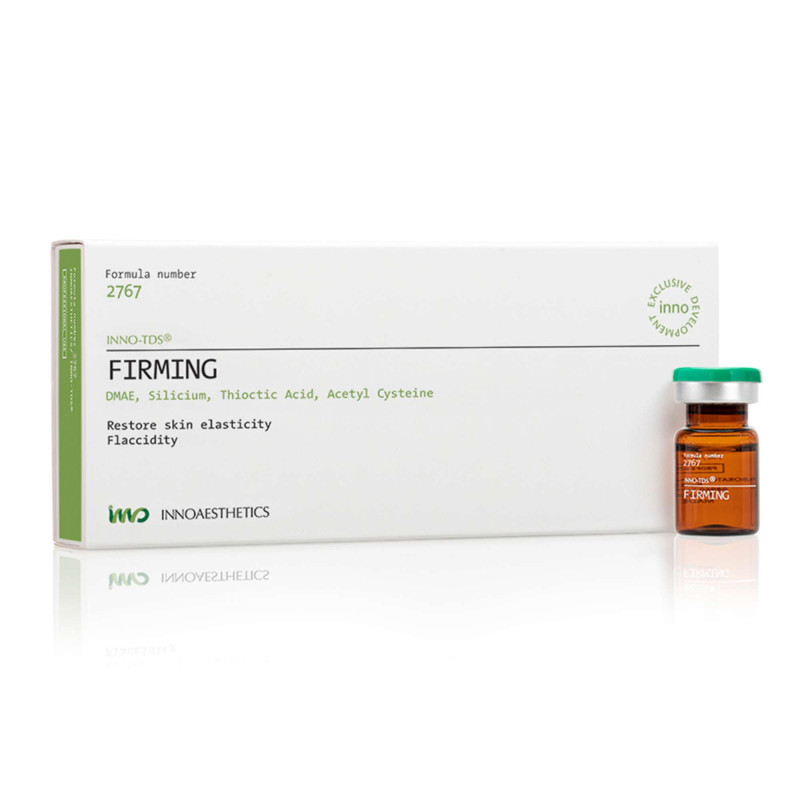 Formula number
2767
INNO-TDS®
FIRMING
DMAE, Silicium, Thioctic Acid, Acetyl Cysteine
Restore skin elasticity
Flaccidity
inno INNOAESTHETICS
EXCLUSIVE DEVELOPMENT
inno
Formula number
2767
INNO-TDS®
FIRMING